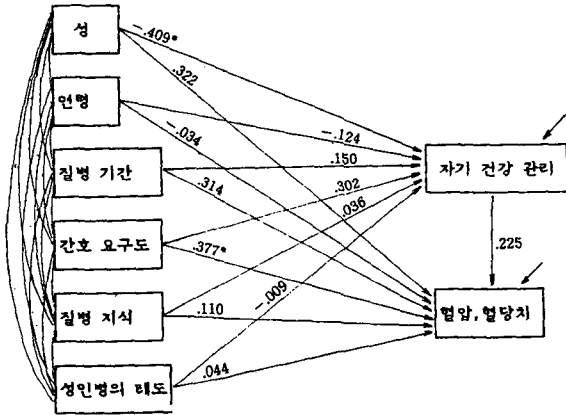 성
-.409*
.322
연령
-.034
-.124
질병 기간
.150
.314
자기 건강 관리
간호 요구도
.302
.036
.377*
.225
질병 지식
.110
-.009
혈압,혈당치
성인병의 태도
.044